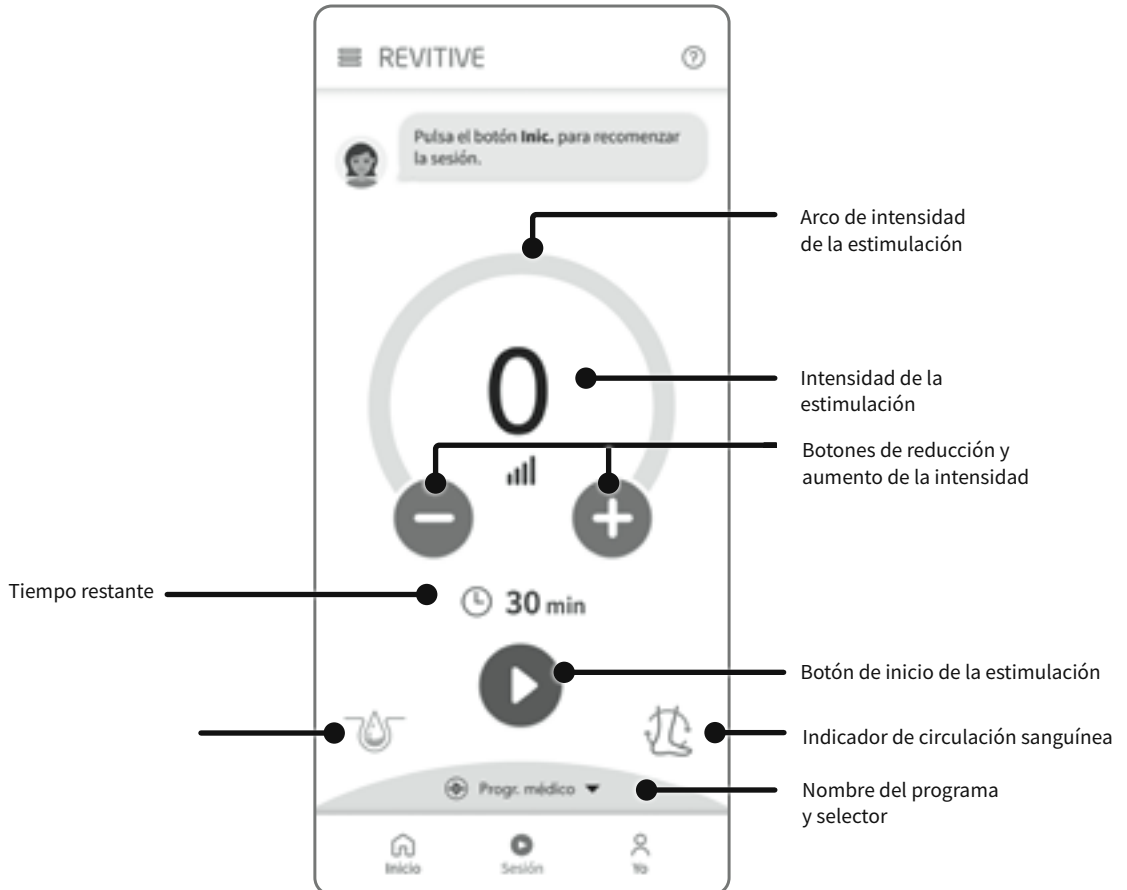 REVITIVE
?
Pulsa el botón Inic. para recomenzar
la sesión.
Arco de intensidad
de la estimulación
0
Intensidad de la
estimulación
Botones de reducción y
aumento de la intensidad
Tiempo restante
30 min
Botón de inicio de la estimulación
Indicador de circulación sanguínea
Progr. médico
Nombre del programa
y selector
Inicio
Sesión
Yo